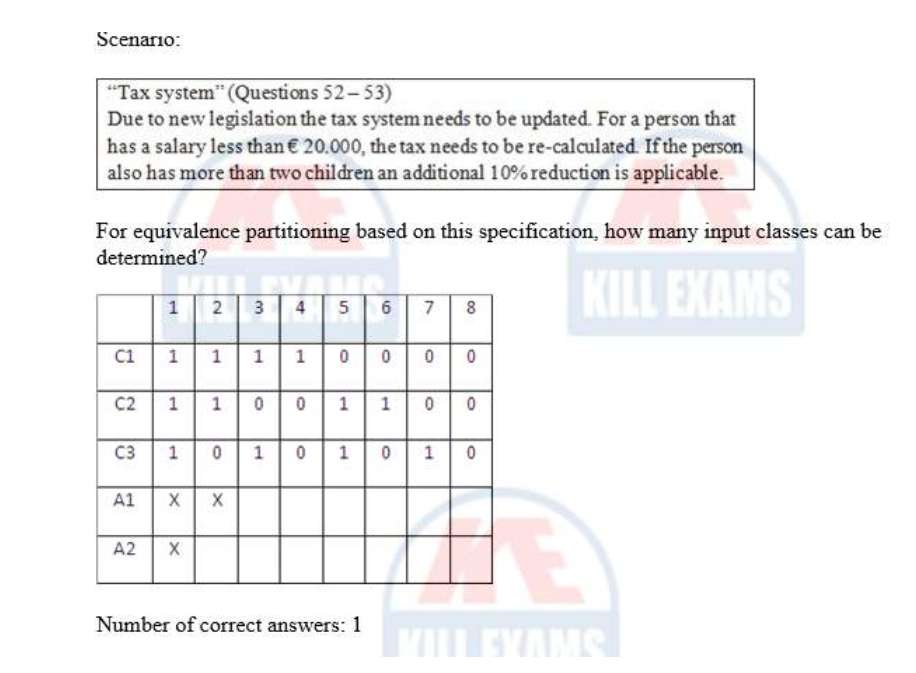 Scenario:
"Tax system" (Questions 52 – 53)
Due to new legislation the tax system needs to be updated. For a person that
has a salary less than € 20.000, the tax needs to be re-calculated. If the person
also has more than two children an additional 10% reduction is applicable.
For equivalence partitioning based on this specification, how many input classes can be
determined?
KILL EXAMS
KILL EXAMS
1 2 3 4 5 6 7 8
C1 1 1 1 1 0 0 0 0
C2 1 1 0 0 1 1 0 0
C3 1 0 1 0 1 0 1 0
A1 X X
A2 X
Number of correct answers: 1
KILL EXAMS